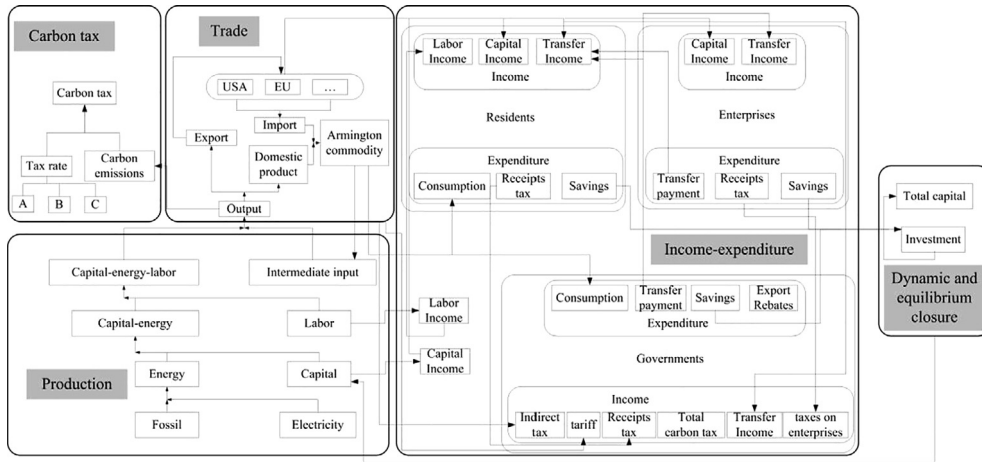 Carbon tax
Carbon tax
Tax rate
Carbon
emissions
A
B
C
Trade
USA
EU
...
Import
Export
Domestic
product
Armington
commodity
Output
Production
Capital-energy-labor
Intermediate input
Capital-energy
Labor
Energy
Capital
Fossil
Electricity
Labor
Income
Capital
Income
Transfer
Income
Income
Residents
Expenditure
Consumption
Receipts
tax
Savings
Capital
Income
Transfer
Income
Income
Enterprises
Expenditure
Transfer
payment
Receipts
tax
Savings
Income-expenditure
Labor
Income
Capital
Income
Consumption
Transfer
payment
Savings
Export
Rebates
Expenditure
Governments
Income
Indirect
tax
tariff
Receipts
tax
Total
carbon tax
Transfer
Income
taxes on
enterprises
Total capital
Investment
Dynamic and
equilibrium
closure